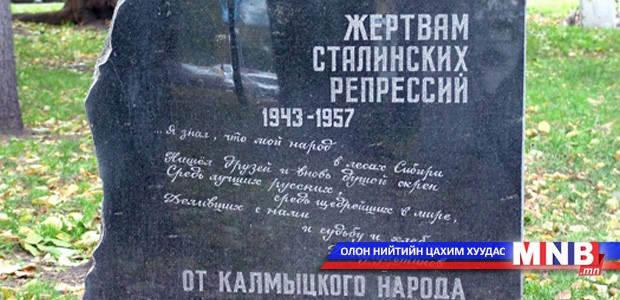 ЖЕРТВАМ
СТАЛИНСКИХ
РЕПРЕССИЙ
1943-1957
...Я знал, что мой народ
в лесах Сибири
Нашёл друзей и вновь душой окреп
Средь лучших русских,
средь щедрейших в мире,
Деливших с нами
и судьбу и хлеб
ОТ КАЛМЫЦКОГО НАРОДА
ОЛОН НИЙТИЙН ЦАХИМ ХУУДАС
MNB
.mn